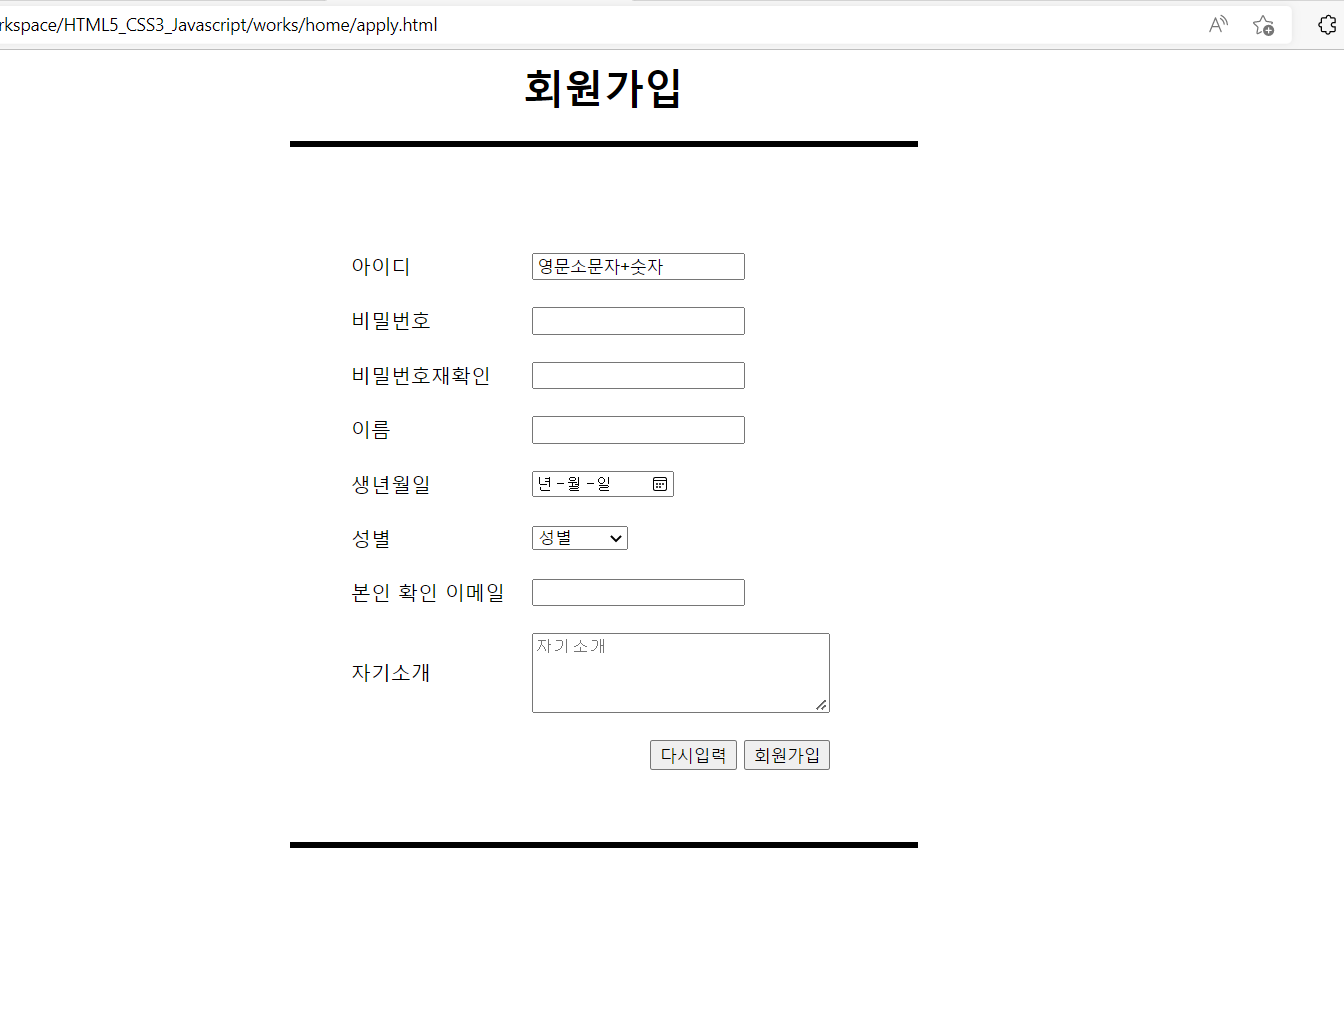 rkspace/HTML5_CSS3_Javascript/works/home/apply.html
회원가입
아이디 영문소문자+숫자
비밀번호
비밀번호재확인
이름
생년월일 년-월-일
성별 성별
본인 확인 이메일
자기소개 자기소개
다시입력 회원가입